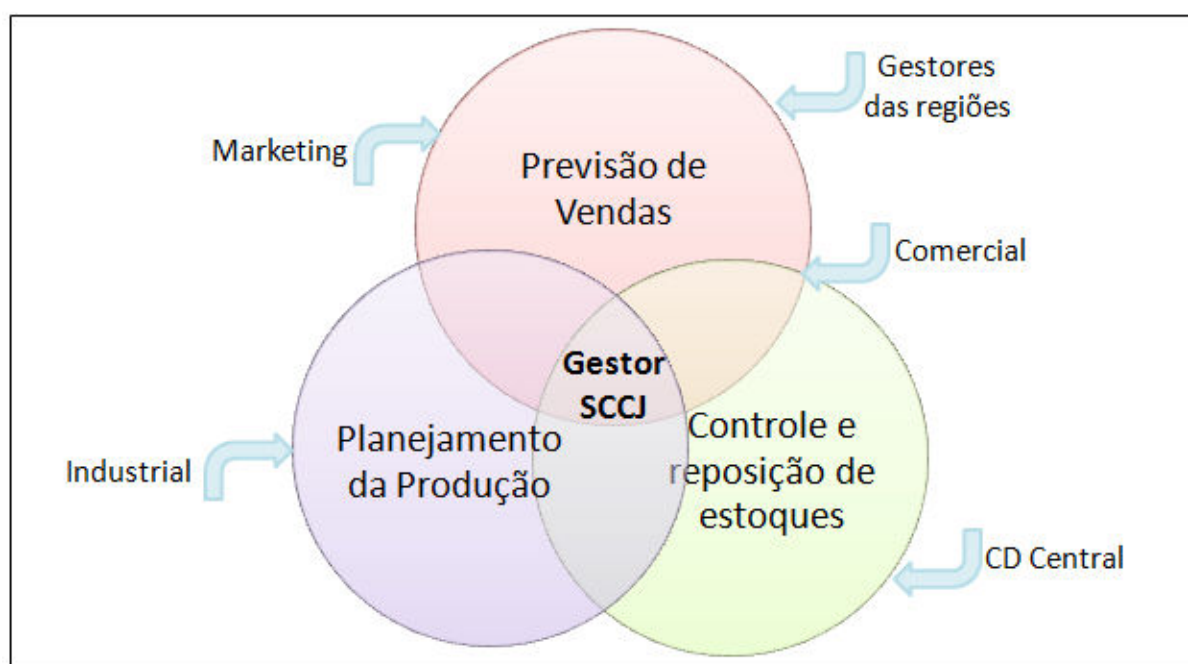 Gestores
das regiões
Marketing
Previsão de
Vendas
Comercial
Gestor
SCCJ
Planejamento
da Produção
Controle e
reposição de
estoques
Industrial
CD Central